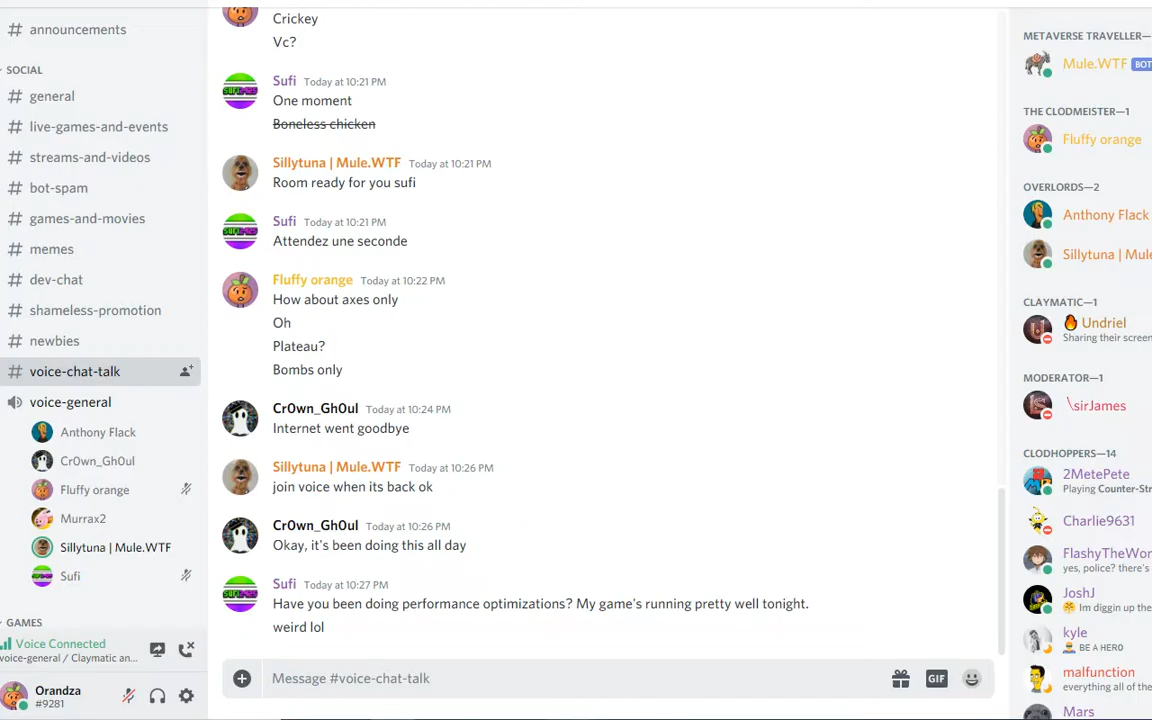 announcements
SOCIAL
general
live-games-and-events
streams-and-videos
bot-spam
games-and-movies
memes
dev-chat
shameless-promotion
newbies
voice-chat-talk
voice-general
Anthony Flack
Cr0wn_Gh0ul
Fluffy orange
Murrax2
Sillytuna | Mule.WTF
Sufi
GAMES
Voice Connected
voice-general / Claymatic an...
Orandza
#9281
Crickey
Vc?
Sufi Today at 10:21 PM
One moment
Boneless chicken
Sillytuna | Mule.WTF Today at 10:21 PM
Room ready for you sufi
Sufi Today at 10:21 PM
Attendez une seconde
Fluffy orange Today at 10:22 PM
How about axes only
Oh
Plateau?
Bombs only
Cr0wn_Gh0ul Today at 10:24 PM
Internet went goodbye
Sillytuna | Mule.WTF Today at 10:26 PM
join voice when its back ok
Cr0wn_Gh0ul Today at 10:26 PM
Okay, it's been doing this all day
Sufi Today at 10:27 PM
Have you been doing performance optimizations? My game's running pretty well tonight.
weird lol
Message #voice-chat-talk
GIF
METAVERSE TRAVELLER—
Mule.WTF BOT
THE CLODMEISTER—1
Fluffy orange
OVERLORDS—2
Anthony Flack
Sillytuna | Mule
CLAYMATIC—1
Undriel
Sharing their screen
MODERATOR—1
\sirJames
CLODHOPPERS—14
2MetePete
Playing Counter-Str
Charlie9631
FlashyTheWor
yes, police? there's
JoshJ
Im diggin up the
kyle
BE A HERO
malfunction
everything all of the
Mars